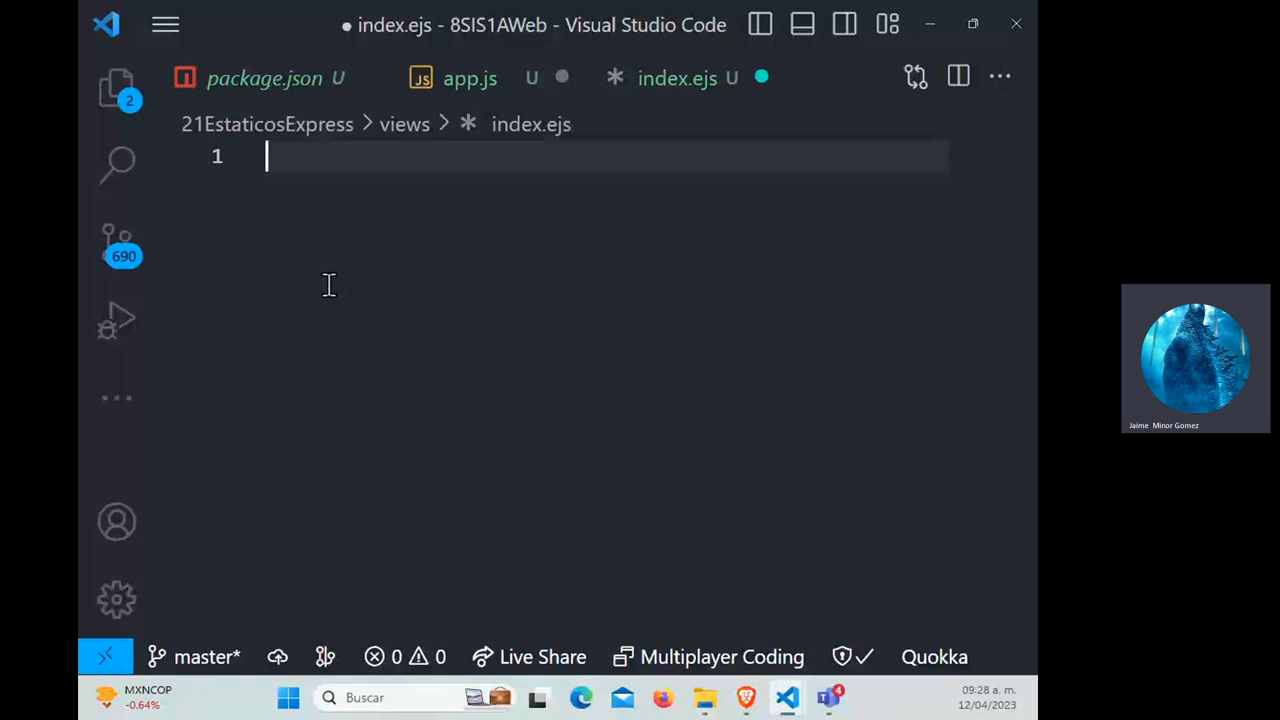 ● index.ejs - 8SIS1AWeb - Visual Studio Code
package.json U
JS app.js U
index.ejs U
21EstaticosExpress > views > index.ejs
1
2
690
Jaime Minor Gomez
master*
0 0
Live Share
Multiplayer Coding
Quokka
MXNCOP
-0.64%
Buscar
4
09:28 a. m.
12/04/2023